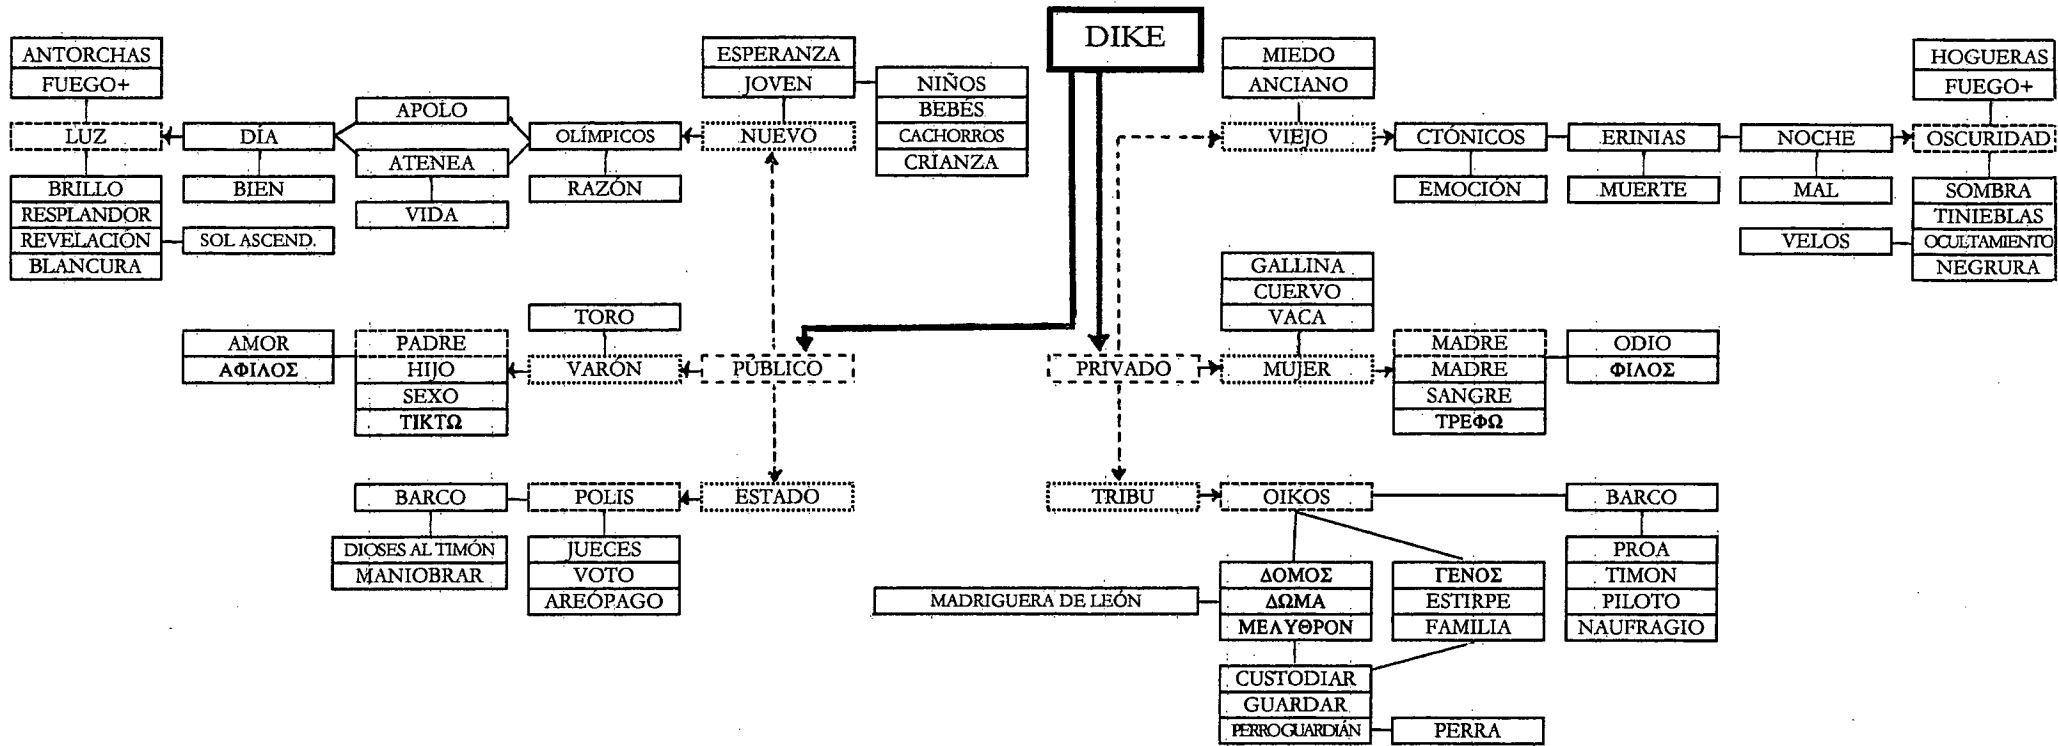 DIKE
ANTORCHAS
FUEGO+
LUZ
BRILLO
RESPLANDOR
REVELACIÓN
BLANCURA
SOL ASCEND.
DÍA
BIEN
APOLO
ATENEA
VIDA
OLÍMPICOS
RAZÓN
ESPERANZA
JOVEN
NUEVO
NIÑOS
BEBÉS
CACHORROS
CRIANZA
MIEDO
ANCIANO
VIEJO
CTÓNICOS
EMOCIÓN
ERINIAS
MUERTE
NOCHE
MAL
HOGUERAS
FUEGO+
OSCURIDAD
SOMBRA
TINIEBLAS
OCULTAMIENTO
NEGRURA
VELOS
AMOR
ΑΦΙΛΟΣ
PADRE
HIJO
SEXO
ΤΙΚΤΩ
TORO
VARÓN
PÚBLICO
PRIVADO
GALLINA
CUERVO
VACA
MUJER
MADRE
MADRE
SANGRE
ΤΡΕΦΩ
ODIO
ΦΙΛΟΣ
BARCO
DIOSES AL TIMÓN
MANIOBRAR
POLIS
JUECES
VOTO
AREÓPAGO
ESTADO
TRIBU
OIKOS
BARCO
PROA
TIMON
PILOTO
NAUFRAGIO
MADRIGUERA DE LEÓN
ΔΟΜΟΣ
ΔΩΜΑ
ΜΕΛΥΘΡΟΝ
ΓΕΝΟΣ
ESTIRPE
FAMILIA
CUSTODIAR
GUARDAR
PERRO GUARDIÁN
PERRA